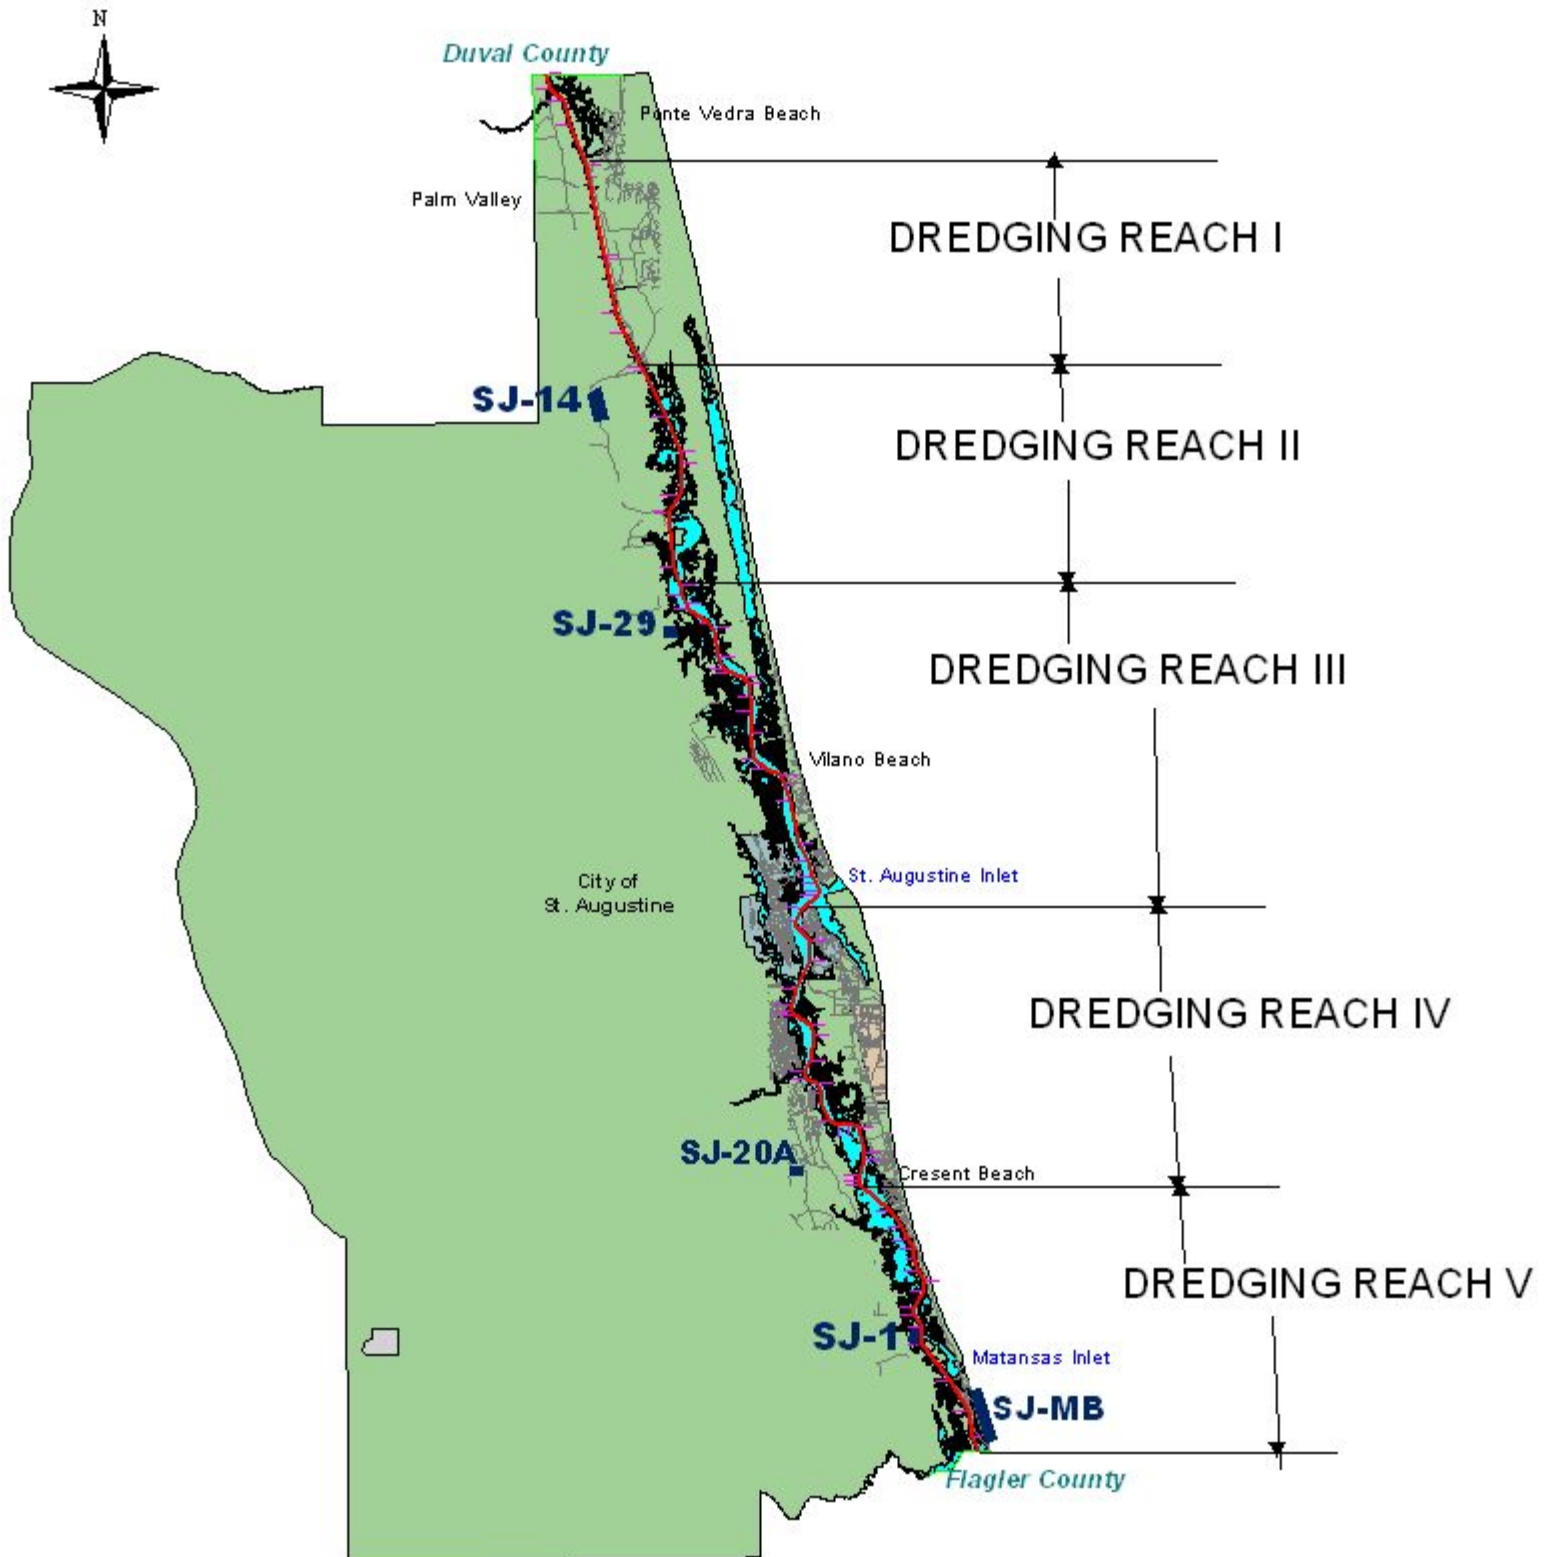 N
Duval County
Ponte Vedra Beach
Palm Valley
DREDGING REACH I
SJ-14
DREDGING REACH II
SJ-29
DREDGING REACH III
Vilano Beach
City of
St. Augustine
St. Augustine Inlet
DREDGING REACH IV
SJ-20A
Cresent Beach
DREDGING REACH V
SJ-1
Matansas Inlet
SJ-MB
Flagler County